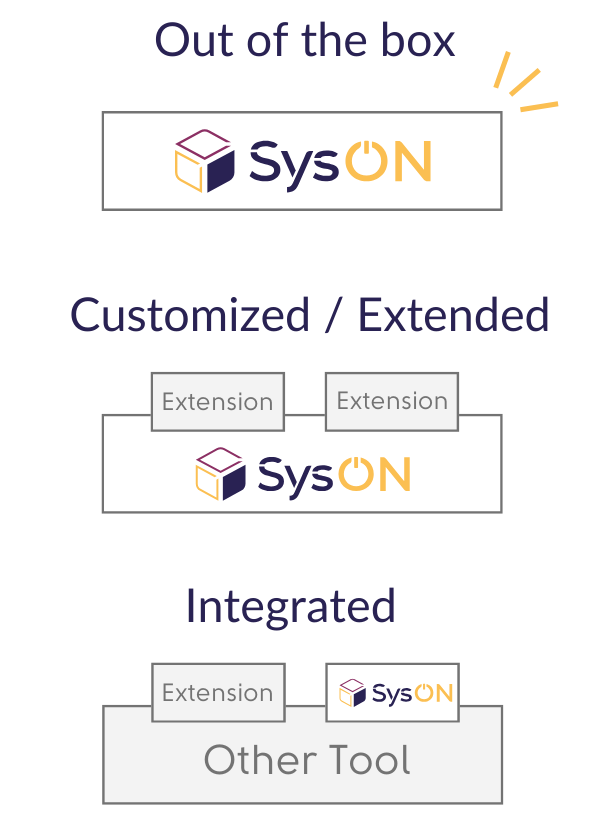 Out of the box
SysON
Customized / Extended
Extension Extension
SysON
Integrated
Extension SysON
Other Tool